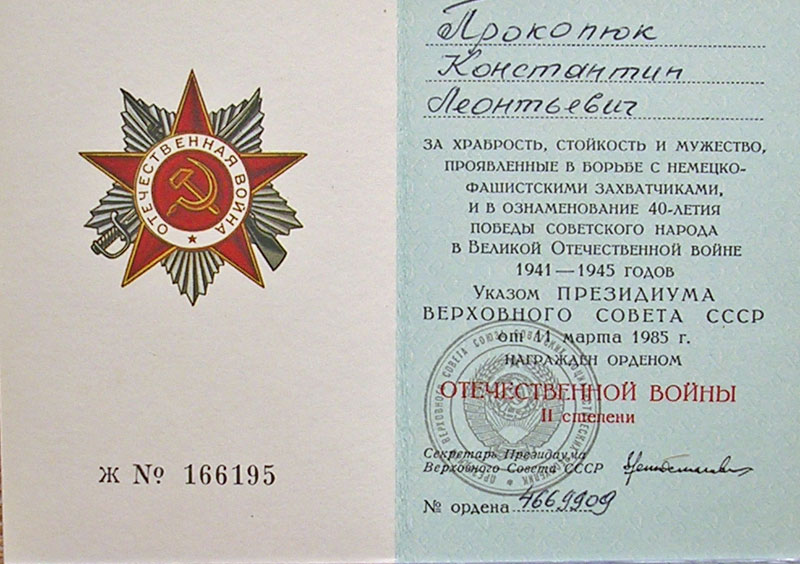 ОТЕЧЕСТВЕННАЯ ВОЙНА
Ж № 166195
Прокопюк
Константин
Леонтьевич
ЗА ХРАБРОСТЬ, СТОЙКОСТЬ И МУЖЕСТВО,
ПРОЯВЛЕННЫЕ В БОРЬБЕ С НЕМЕЦКО-
ФАШИСТСКИМИ ЗАХВАТЧИКАМИ,
И В ОЗНАМЕНОВАНИЕ 40-ЛЕТИЯ
ПОБЕДЫ СОВЕТСКОГО НАРОДА
В ВЕЛИКОЙ ОТЕЧЕСТВЕННОЙ ВОЙНЕ
1941—1945 ГОДОВ
УКАЗОМ ПРЕЗИДИУМА
ВЕРХОВНОГО СОВЕТА СССР
от 11 марта 1985 г.
НАГРАЖДЕН ОРДЕНОМ
ОТЕЧЕСТВЕННОЙ ВОЙНЫ
II степени
Секретарь Президиума
Верховного Совета СССР
№ ордена 4669909